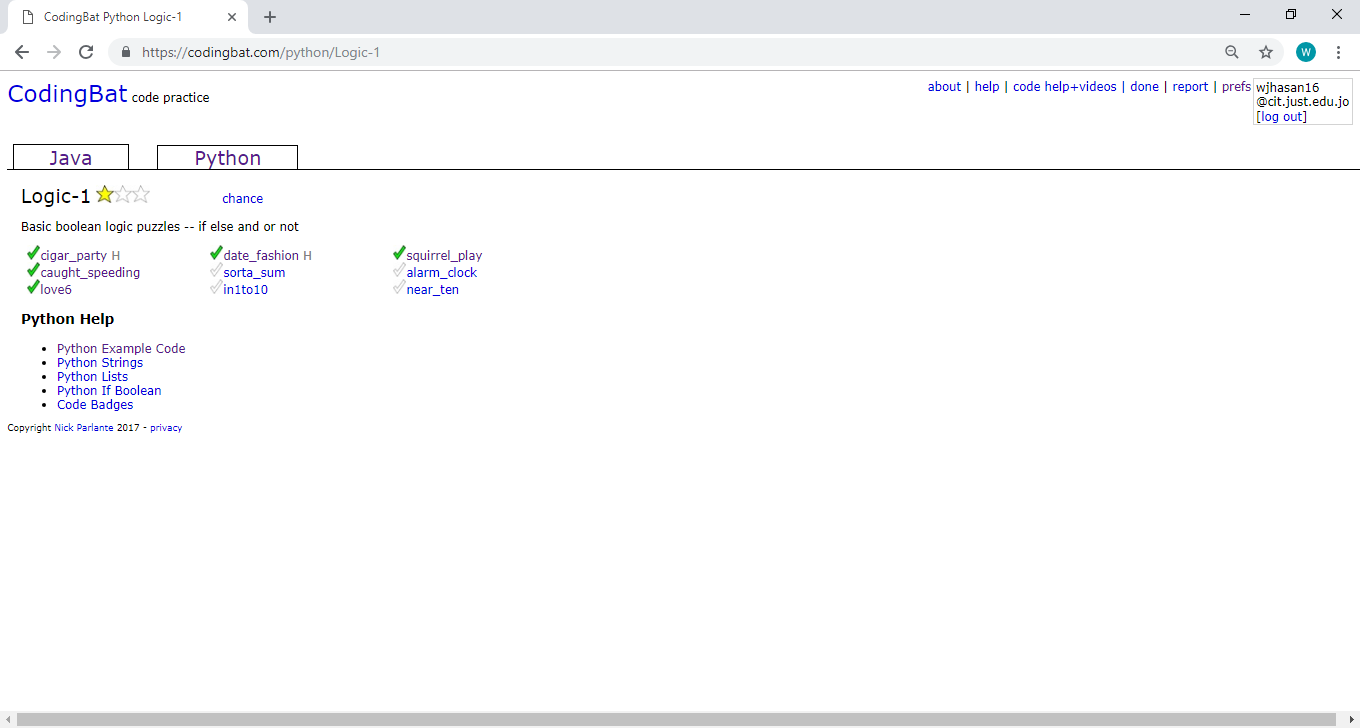 CodingBat Python Logic-1
https://codingbat.com/python/Logic-1
W
CodingBat code practice
about | help | code help+videos | done | report | prefs
wjhasan16
@cit.just.edu.jo
[log out]
Java Python
Logic-1 chance
Basic boolean logic puzzles -- if else and or not
cigar_party H date_fashion H squirrel_play
caught_speeding sorta_sum alarm_clock
love6 in1to10 near_ten
Python Help
Python Example Code
Python Strings
Python Lists
Python If Boolean
Code Badges
Copyright Nick Parlante 2017 - privacy